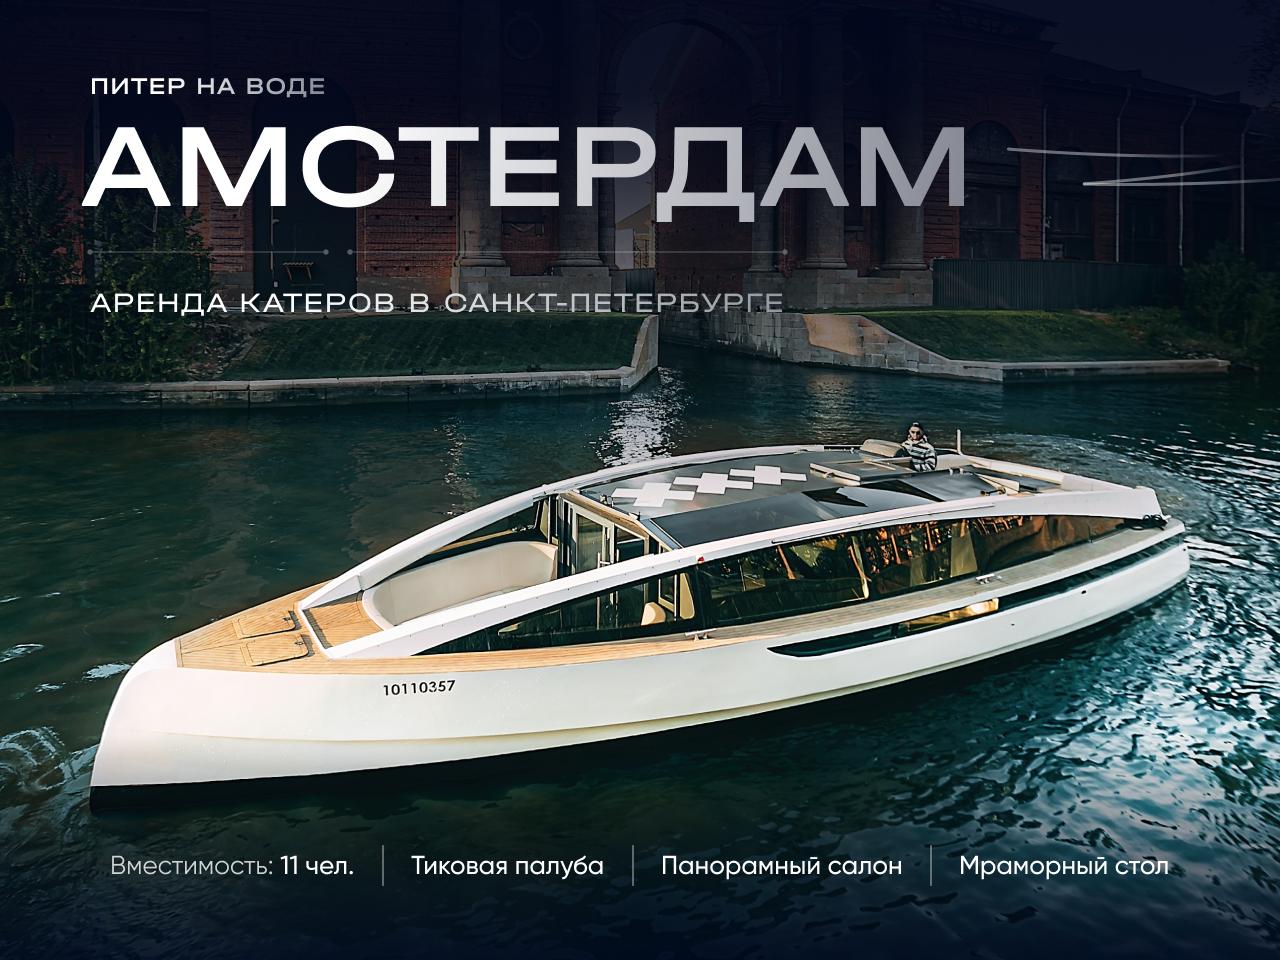 ПИТЕР НА ВОДЕ
АМСТЕРДАМ
АРЕНДА КАТЕРОВ В САНКТ-ПЕТЕРБУРГЕ
10110357
Вместимость: 11 чел. Тиковая палуба Панорамный салон Мраморный стол